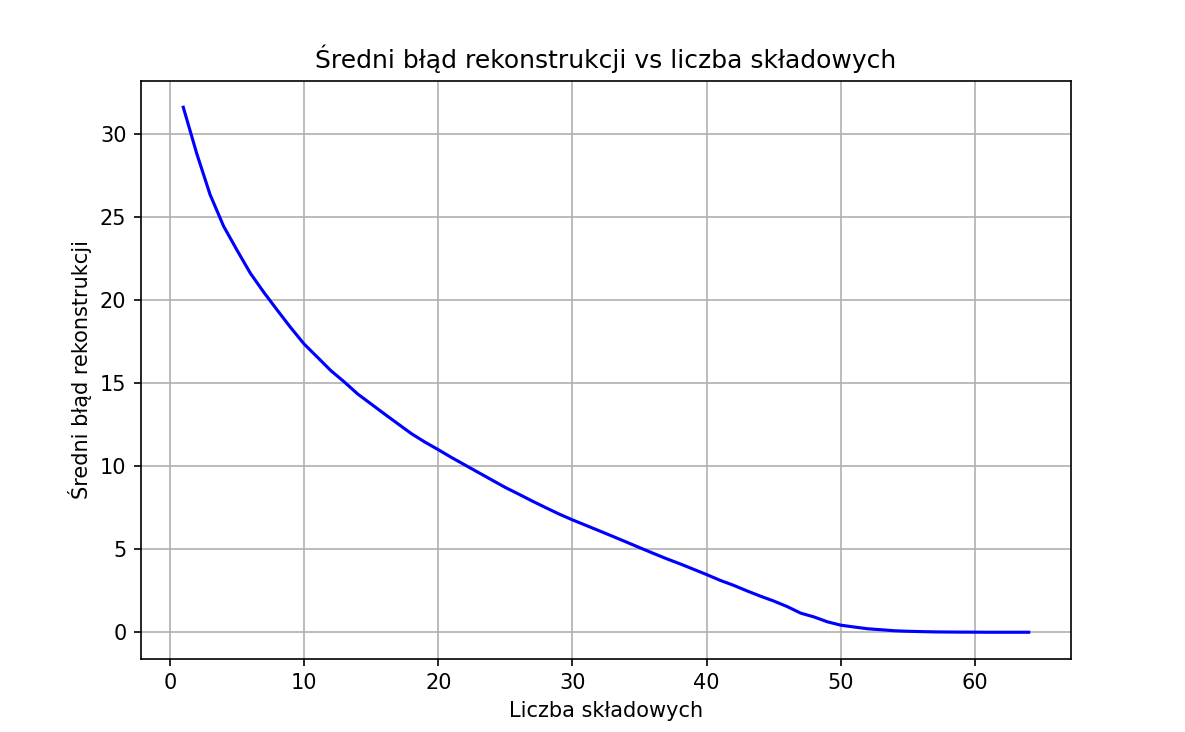 Średni błąd rekonstrukcji vs liczba składowych
Średni błąd rekonstrukcji
30
25
20
15
10
5
0
0 10 20 30 40 50 60
Liczba składowych